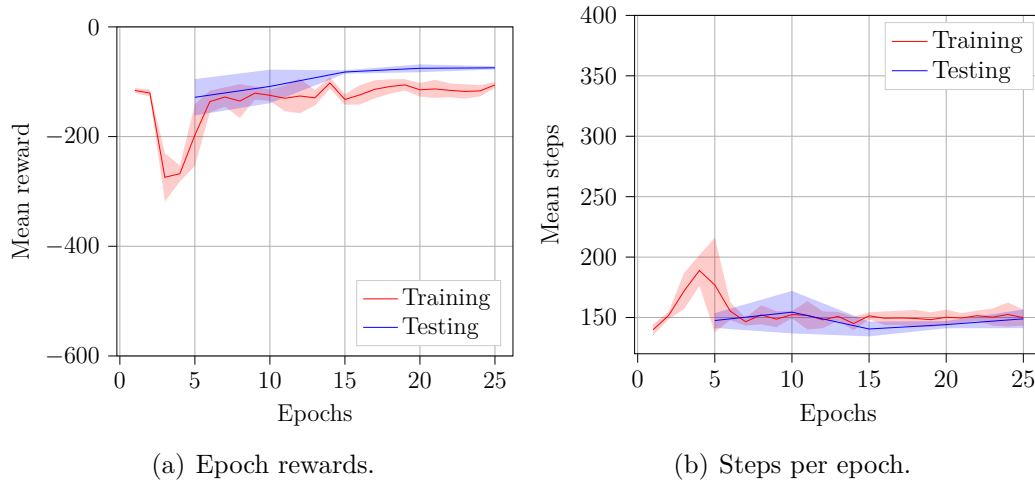 0
−200
−400
−600
Mean reward
0
5
10
15
20
25
Epochs
Training
Testing
(a) Epoch rewards.
400
350
300
250
200
150
Mean steps
0
5
10
15
20
25
Epochs
Training
Testing
(b) Steps per epoch.